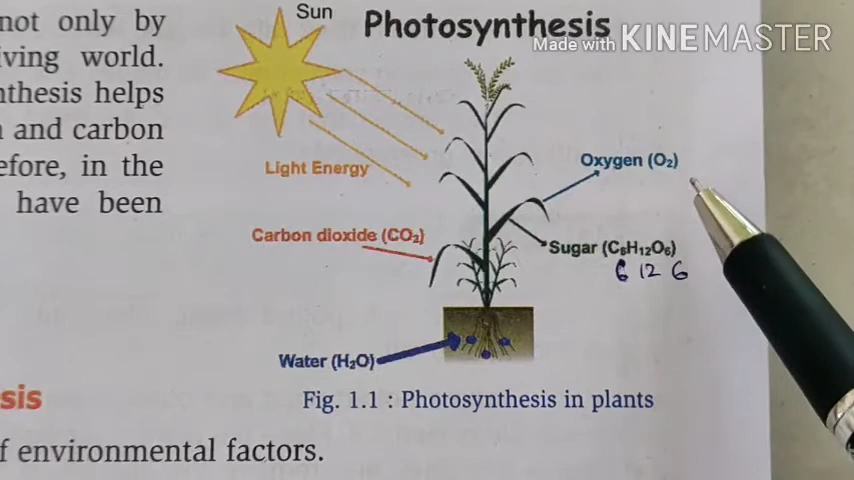 not only by
iving world.
nthesis helps
and carbon
efore, in the
have been
Sun
Photosynthesis
Made with KINEMASTER
Light Energy
Oxygen (O₂)
Carbon dioxide (CO₂)
Sugar (C₆H₁₂O₆)
6 12 6
Water (H₂O)
Fig. 1.1 : Photosynthesis in plants
sis
f environmental factors.